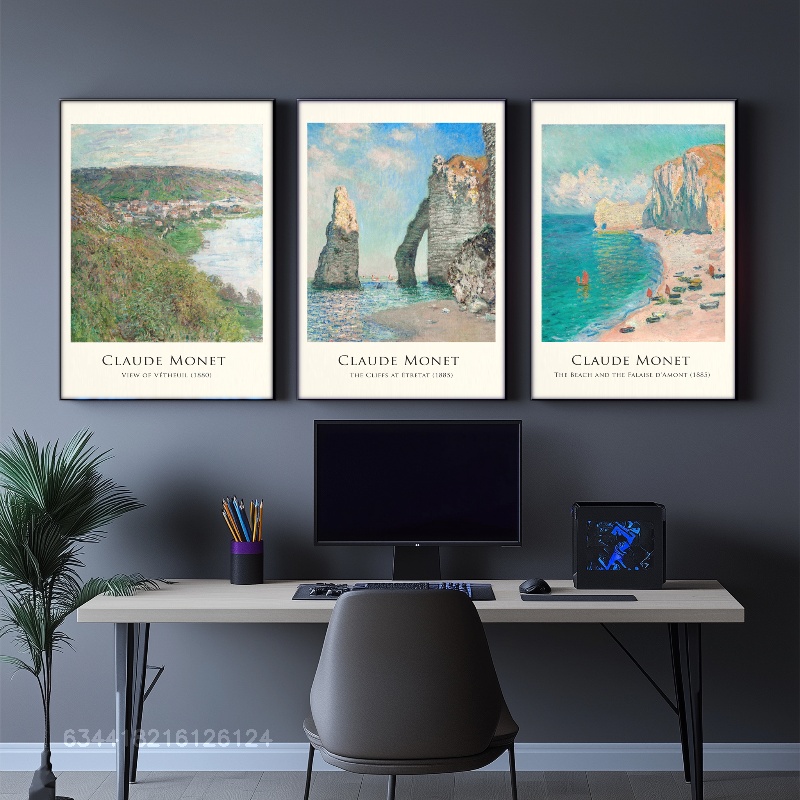 CLAUDE MONET
VIEW OF VÉTHEUIL (1880)
CLAUDE MONET
THE CLIFFS AT ETRETAT (1885)
CLAUDE MONET
THE BEACH AND THE FALAISE D'AMONT (1885)
634418216126124